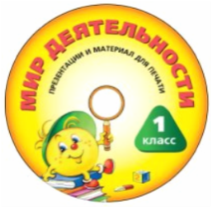 МИР ДЕЯТЕЛЬНОСТИ
ПРЕЗЕНТАЦИИ И МАТЕРИАЛ ДЛЯ ПЕЧАТИ
1
класс